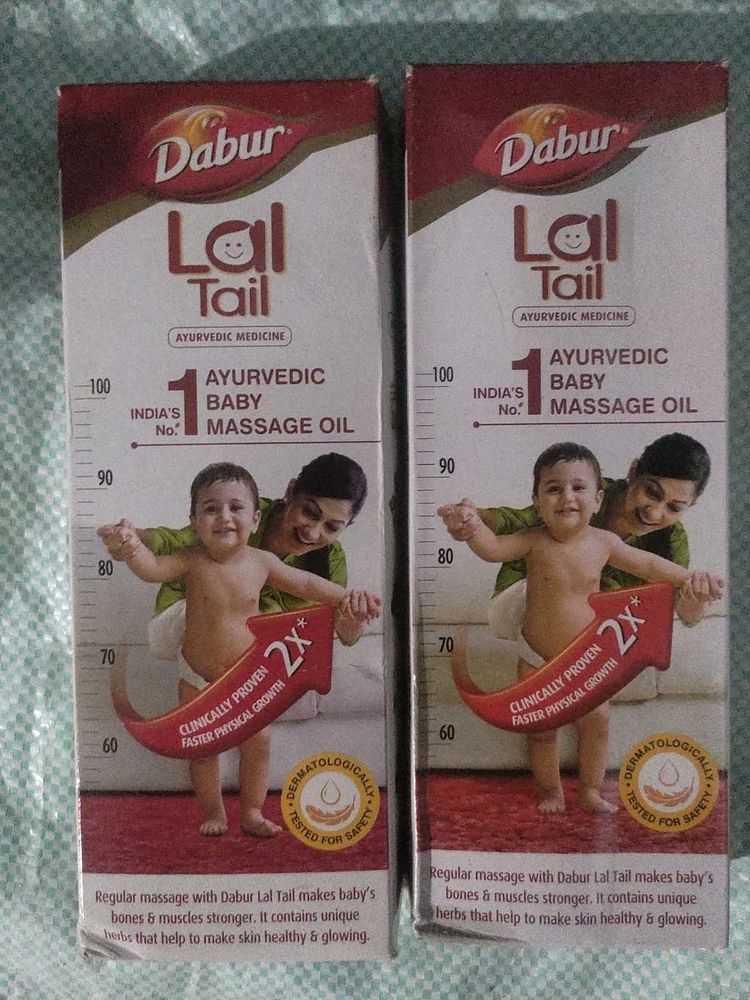 Dabur
Lal
Tail
AYURVEDIC MEDICINE
INDIA'S
No.#
1
AYURVEDIC
BABY
MASSAGE OIL
100
90
80
70
60
2x*
CLINICALLY PROVEN
FASTER PHYSICAL GROWTH
• DERMATOLOGICALLY •
TESTED FOR SAFETY
Regular massage with Dabur Lal Tail makes baby's
bones & muscles stronger. It contains unique
herbs that help to make skin healthy & glowing.
Dabur
Lal
Tail
AYURVEDIC MEDICINE
INDIA'S
No.#
1
AYURVEDIC
BABY
MASSAGE OIL
100
90
80
70
60
2x*
CLINICALLY PROVEN
FASTER PHYSICAL GROWTH
• DERMATOLOGICALLY •
TESTED FOR SAFETY
Regular massage with Dabur Lal Tail makes baby's
bones & muscles stronger. It contains unique
herbs that help to make skin healthy & glowing.